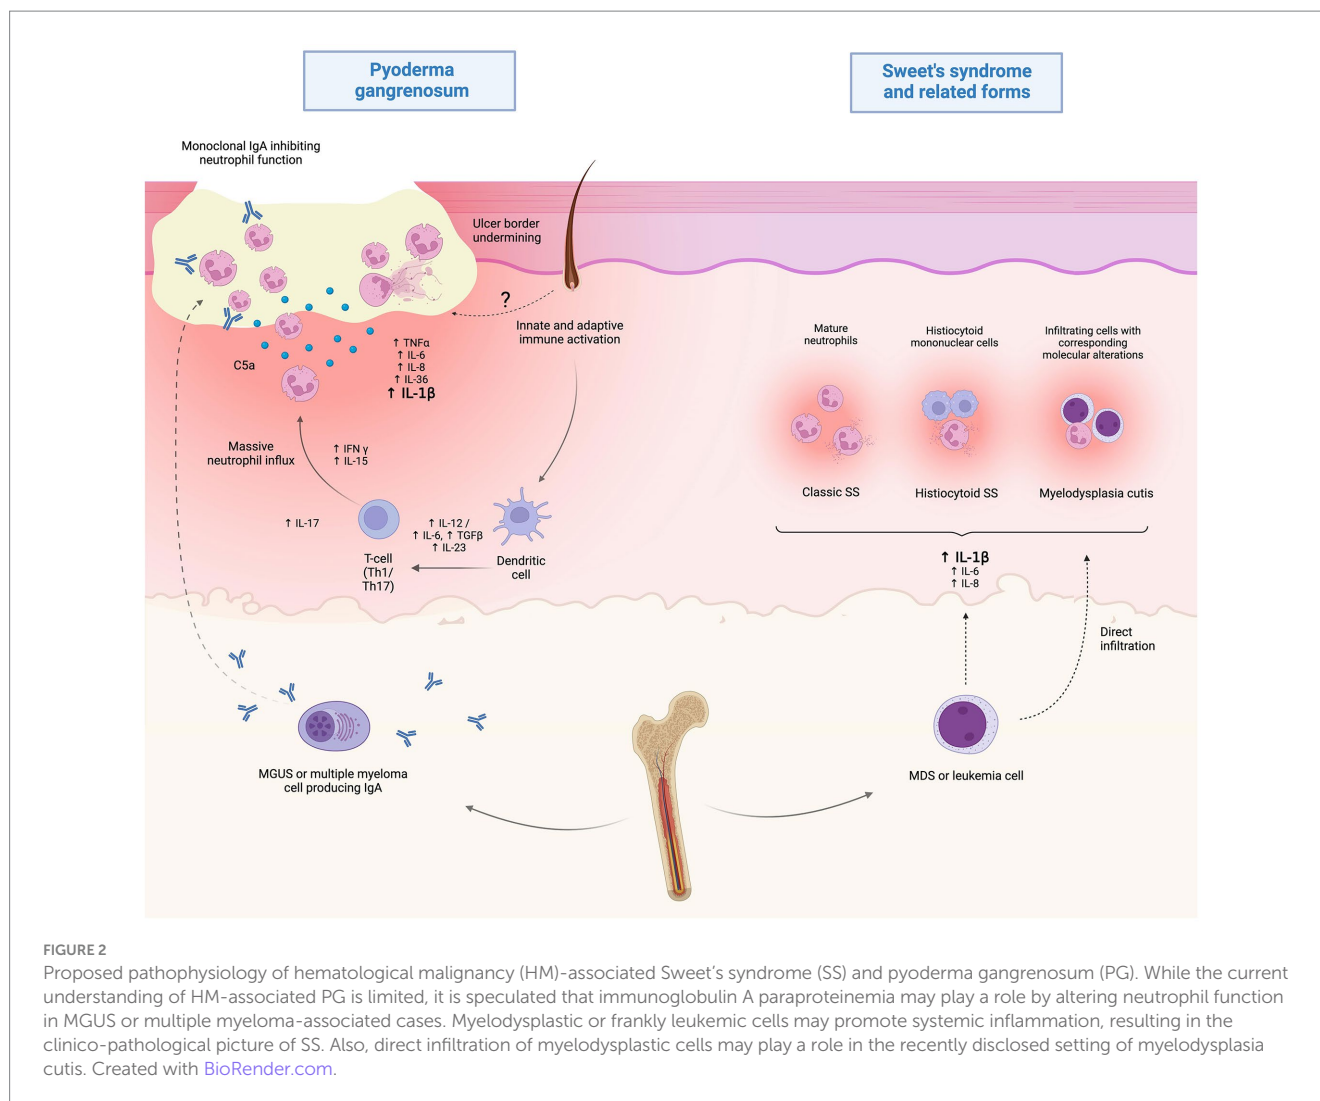 Pyoderma
gangrenosum
Sweet's syndrome
and related forms
Monoclonal IgA inhibiting
neutrophil function
Ulcer border
undermining
?
Innate and adaptive
immune activation
C5a
↑ TNFα
↑ IL-6
↑ IL-8
↑ IL-36
↑ IL-1β
Massive
neutrophil influx
↑ IFN γ
↑ IL-15
↑ IL-17
T-cell
(Th1/
Th17)
↑ IL-12 /
↑ IL-6, ↑ TGFβ
↑ IL-23
Dendritic
cell
Mature
neutrophils
Histiocytoid
mononuclear cells
Infiltrating cells with
corresponding
molecular alterations
Classic SS
Histiocytoid SS
Myelodysplasia cutis
↑ IL-1β
↑ IL-6
↑ IL-8
Direct
infiltration
MGUS or multiple myeloma
cell producing IgA
MDS or leukemia cell
FIGURE 2
Proposed pathophysiology of hematological malignancy (HM)-associated Sweet's syndrome (SS) and pyoderma gangrenosum (PG). While the current
understanding of HM-associated PG is limited, it is speculated that immunoglobulin A paraproteinemia may play a role by altering neutrophil function
in MGUS or multiple myeloma-associated cases. Myelodysplastic or frankly leukemic cells may promote systemic inflammation, resulting in the
clinico-pathological picture of SS. Also, direct infiltration of myelodysplastic cells may play a role in the recently disclosed setting of myelodysplasia
cutis. Created with BioRender.com.